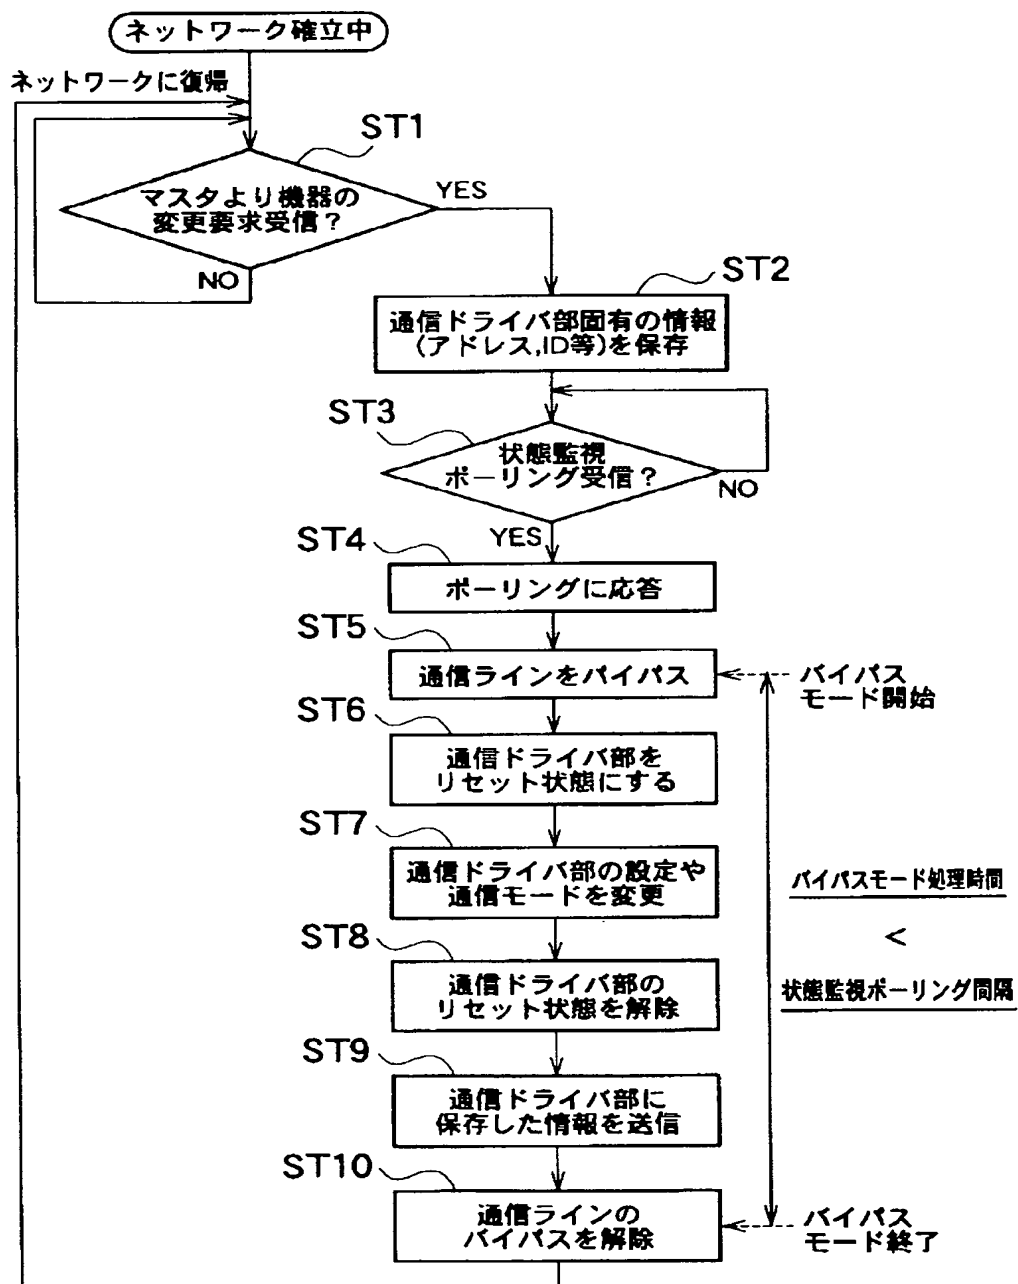 ネットワーク確立中
ネットワークに復帰
ST1
マスタより機器の
変更要求受信？
YES
NO
ST2
通信ドライバ部固有の情報
(アドレス,ID等)を保存
ST3
状態監視
ポーリング受信？
NO
YES
ST4
ポーリングに応答
ST5
通信ラインをバイパス
バイパス
モード開始
ST6
通信ドライバ部を
リセット状態にする
ST7
通信ドライバ部の設定や
通信モードを変更
バイパスモード処理時間
<
状態監視ポーリング間隔
ST8
通信ドライバ部の
リセット状態を解除
ST9
通信ドライバ部に
保存した情報を送信
ST10
通信ラインの
バイパスを解除
バイパス
モード終了